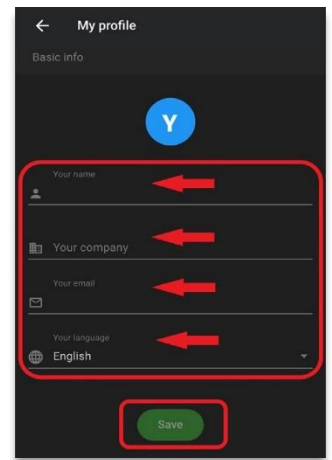 My profile
Basic info
Y
Your name
Your company
Your email
Your language
English
Save